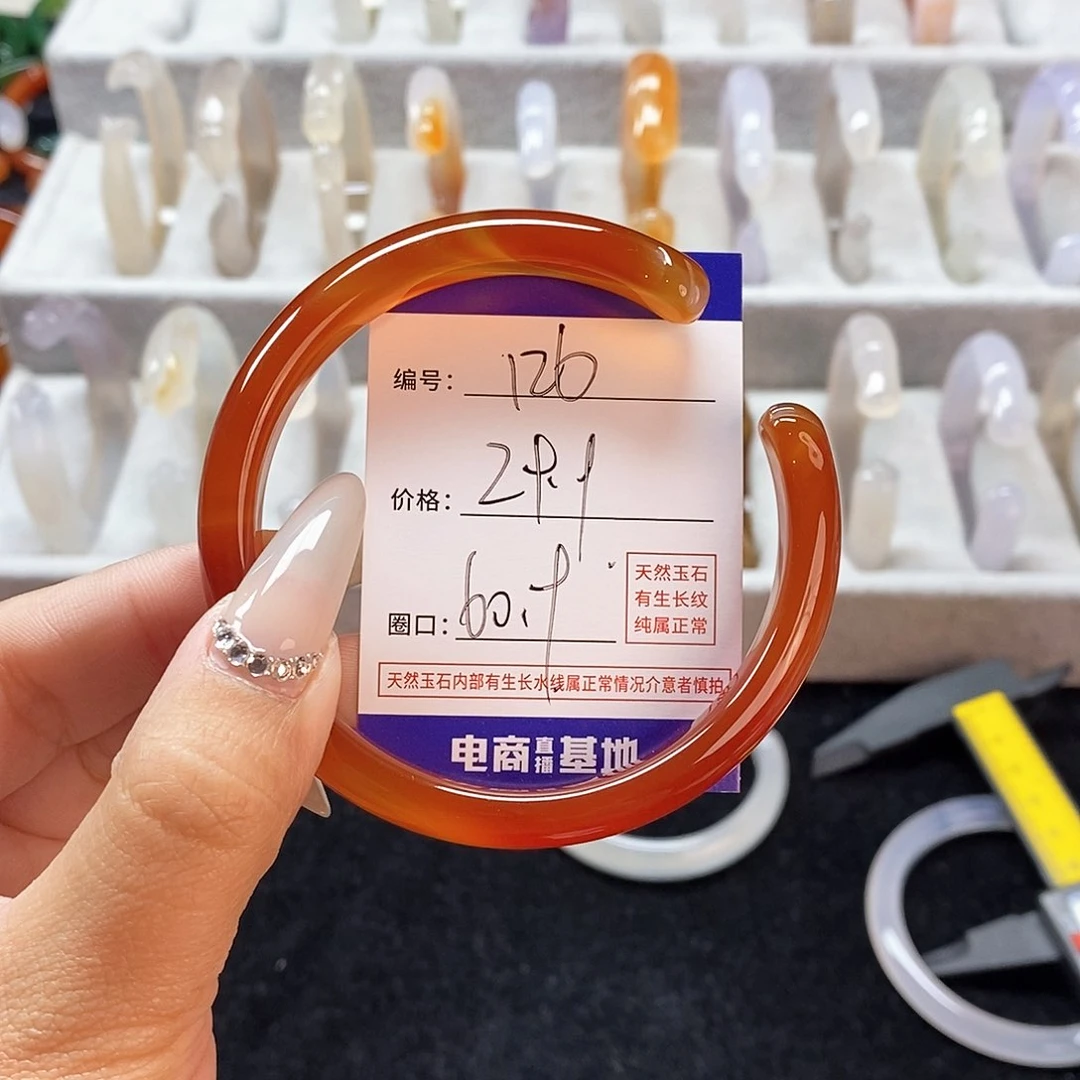 编号：126
价格：29.9
圈口：60.9
天然玉石
有生长纹
纯属正常
天然玉石内部有生长水线属正常情况介意者慎拍
电商直播基地